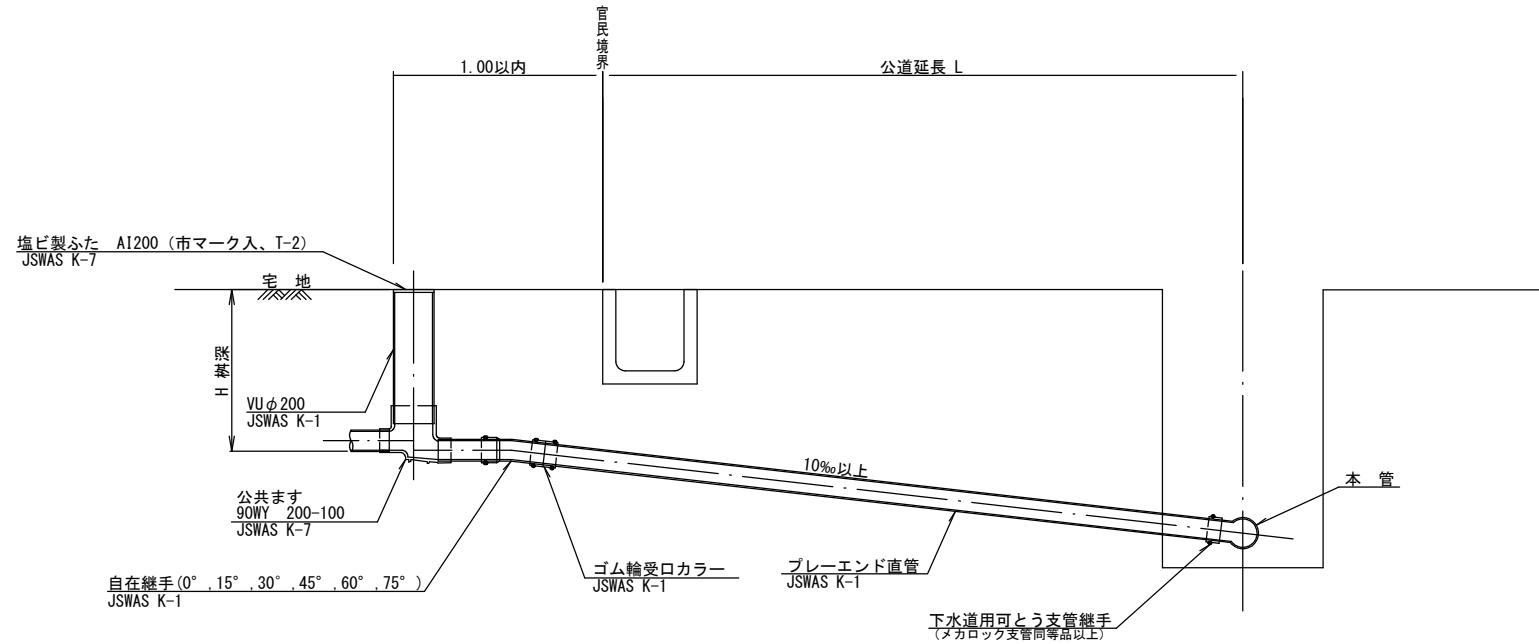 官民境界
1.00以内
公道延長 L
塩ビ製ふた　AI200（市マーク入、T-2）
JSWAS K-7
宅　地
H 桝深
VUφ200
JSWAS K-1
10‰以上
本　管
公共ます
90WY　200-100
JSWAS K-7
ゴム輪受口カラー
JSWAS K-1
プレーエンド直管
JSWAS K-1
自在継手(0°,15°,30°,45°,60°,75°)
JSWAS K-1
下水道用可とう支管継手
(メカロック支管同等品以上)